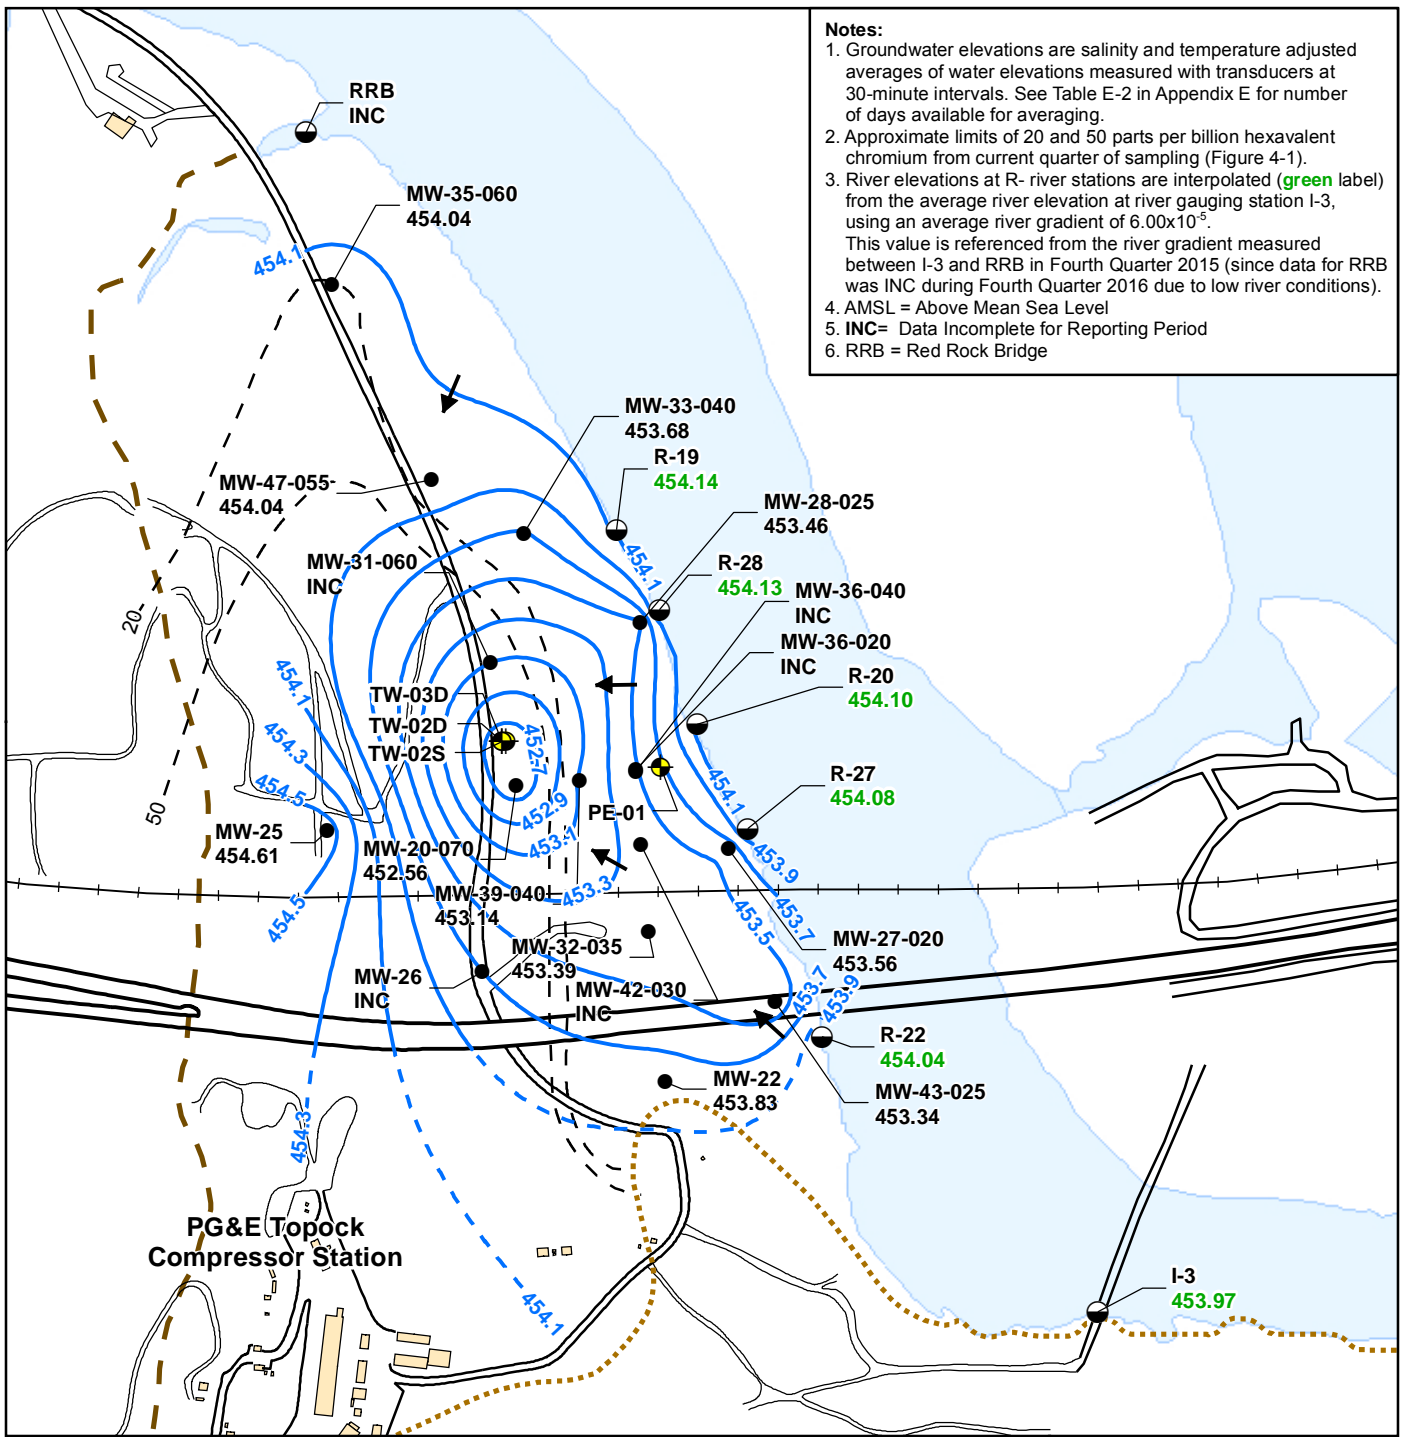 Notes:
1. Groundwater elevations are salinity and temperature adjusted
averages of water elevations measured with transducers at
30-minute intervals. See Table E-2 in Appendix E for number
of days available for averaging.
2. Approximate limits of 20 and 50 parts per billion hexavalent
chromium from current quarter of sampling (Figure 4-1).
3. River elevations at R- river stations are interpolated (green label)
from the average river elevation at river gauging station I-3,
using an average river gradient of 6.00x10-5.
This value is referenced from the river gradient measured
between I-3 and RRB in Fourth Quarter 2015 (since data for RRB
was INC during Fourth Quarter 2016 due to low river conditions).
4. AMSL = Above Mean Sea Level
5. INC= Data Incomplete for Reporting Period
6. RRB = Red Rock Bridge
RRB
INC
MW-35-060
454.04
454.1
MW-33-040
453.68
R-19
454.14
MW-47-055
454.04
MW-28-025
453.46
454.1
MW-31-060
INC
R-28
454.13
MW-36-040
INC
20
MW-36-020
INC
454.1
R-20
454.10
TW-03D
TW-02D
TW-02S
452.7
454.3
454.5
454.1
R-27
454.08
50
PE-01
452.9
MW-25
454.61
453.1
MW-20-070
452.56
453.9
MW-39-040
453.14
453.3
454.5
453.5
453.7
MW-32-035
453.39
MW-27-020
453.56
MW-26
INC
MW-42-030
INC
453.7
453.9
R-22
454.04
MW-22
453.83
MW-43-025
453.34
454.3
PG&E Topock
Compressor Station
454.1
I-3
453.97